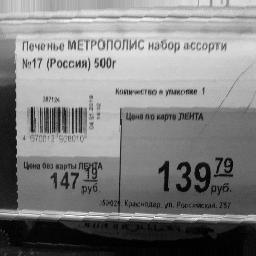 Печенье МЕТРОПОЛИС набор ассорти
№17 (Россия) 500г
Количество в упаковке 1
287124
Цена по карте ЛЕНТА
Цена без карты ЛЕНТА
147 19 руб.
139 79 руб.
Краснодар, ул. Российская, 257